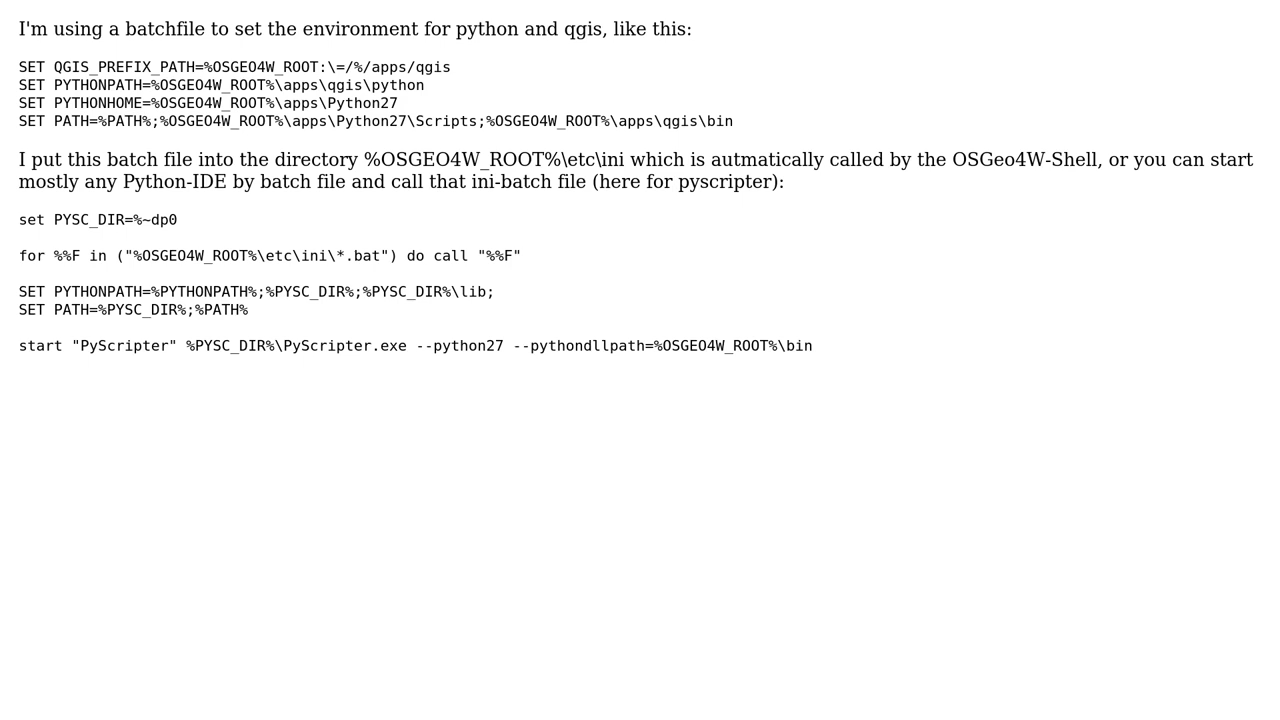 I'm using a batchfile to set the environment for python and qgis, like this:
SET QGIS_PREFIX_PATH=%OSGEO4W_ROOT:\=/%/apps/qgis
SET PYTHONPATH=%OSGEO4W_ROOT%\apps\qgis\python
SET PYTHONHOME=%OSGEO4W_ROOT%\apps\Python27
SET PATH=%PATH%;%OSGEO4W_ROOT%\apps\Python27\Scripts;%OSGEO4W_ROOT%\apps\qgis\bin
I put this batch file into the directory %OSGEO4W_ROOT%\etc\ini which is autmatically called by the OSGeo4W-Shell, or you can start
mostly any Python-IDE by batch file and call that ini-batch file (here for pyscripter):
set PYSC_DIR=%~dp0
for %%F in ("%OSGEO4W_ROOT%\etc\ini\*.bat") do call "%%F"
SET PYTHONPATH=%PYTHONPATH%;%PYSC_DIR%;%PYSC_DIR%\lib;
SET PATH=%PYSC_DIR%;%PATH%
start "PyScripter" %PYSC_DIR%\PyScripter.exe --python27 --pythondllpath=%OSGEO4W_ROOT%\bin